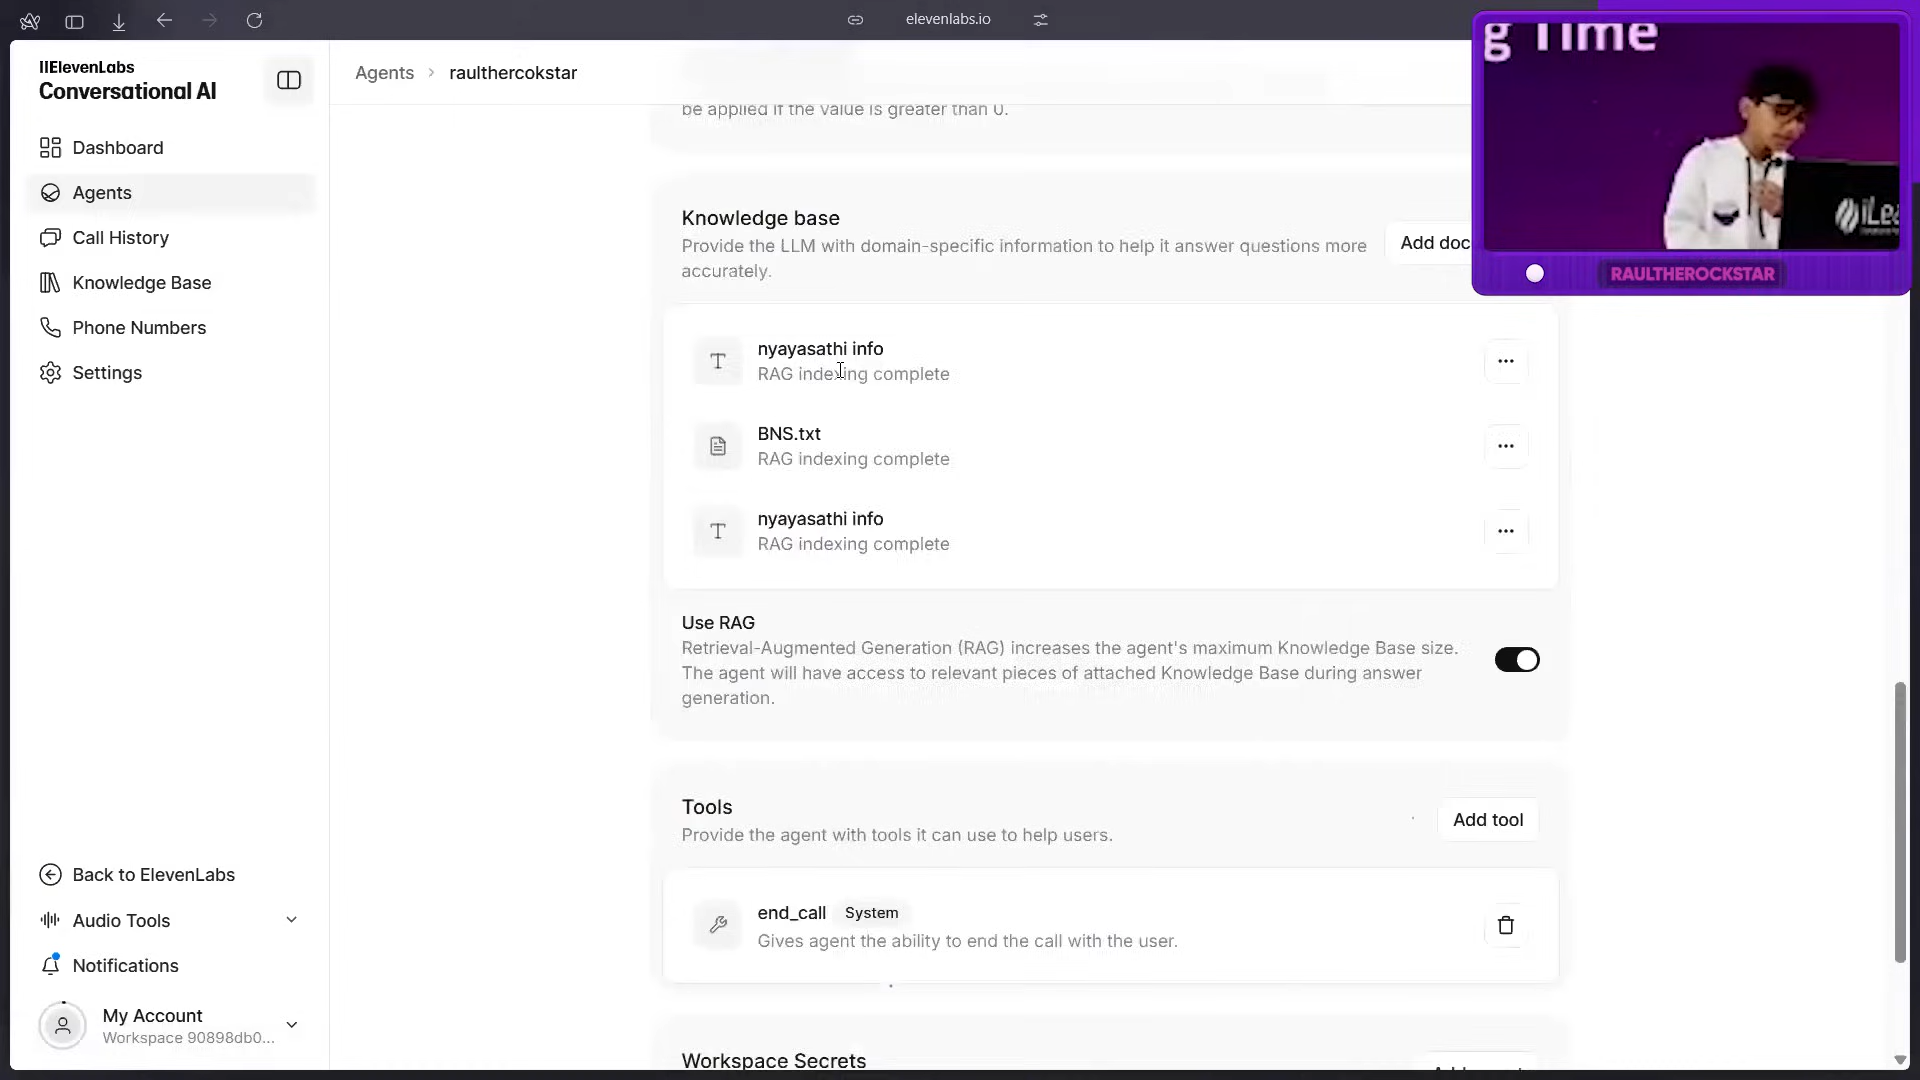 elevenlabs.io
IIElevenLabs
Conversational AI
Dashboard
Agents
Call History
Knowledge Base
Phone Numbers
Settings
Back to ElevenLabs
Audio Tools
Notifications
My Account
Workspace 90898db0...
Agents
raulthercokstar
be applied if the value is greater than 0.
Knowledge base
Provide the LLM with domain-specific information to help it answer questions more
accurately.
Add doc
nyayasathi info
RAG indexing complete
BNS.txt
RAG indexing complete
nyayasathi info
RAG indexing complete
Use RAG
Retrieval-Augmented Generation (RAG) increases the agent's maximum Knowledge Base size.
The agent will have access to relevant pieces of attached Knowledge Base during answer
generation.
Tools
Provide the agent with tools it can use to help users.
Add tool
end_call System
Gives agent the ability to end the call with the user.
Workspace Secrets
g Time
iLea
RAULTHEROCKSTAR